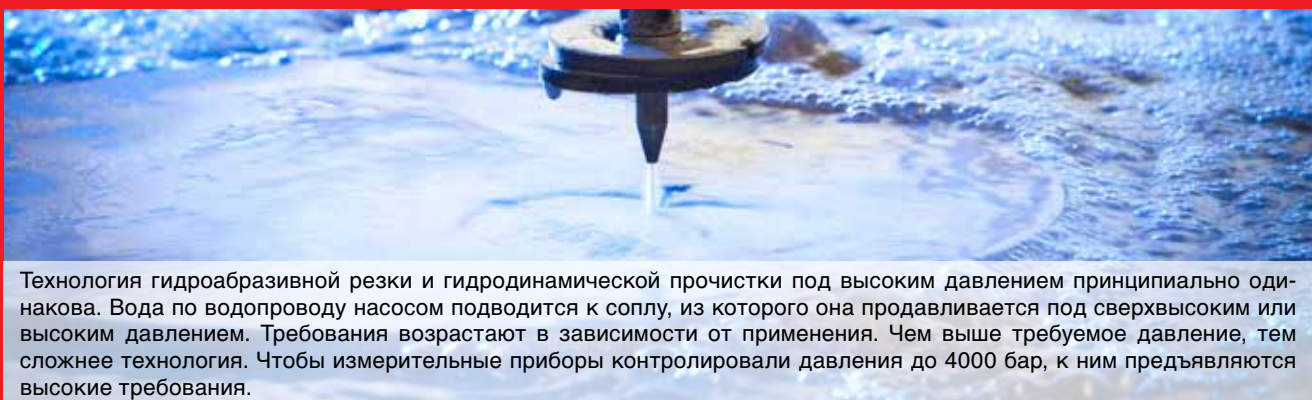 Технология гидроабразивной резки и гидродинамической прочистки под высоким давлением принципиально оди-
накова. Вода по водопроводу насосом подводится к соплу, из которого она продавливается под сверхвысоким или
высоким давлением. Требования возрастают в зависимости от применения. Чем выше требуемое давление, тем
сложнее технология. Чтобы измерительные приборы контролировали давления до 4000 бар, к ним предъявляются
высокие требования.